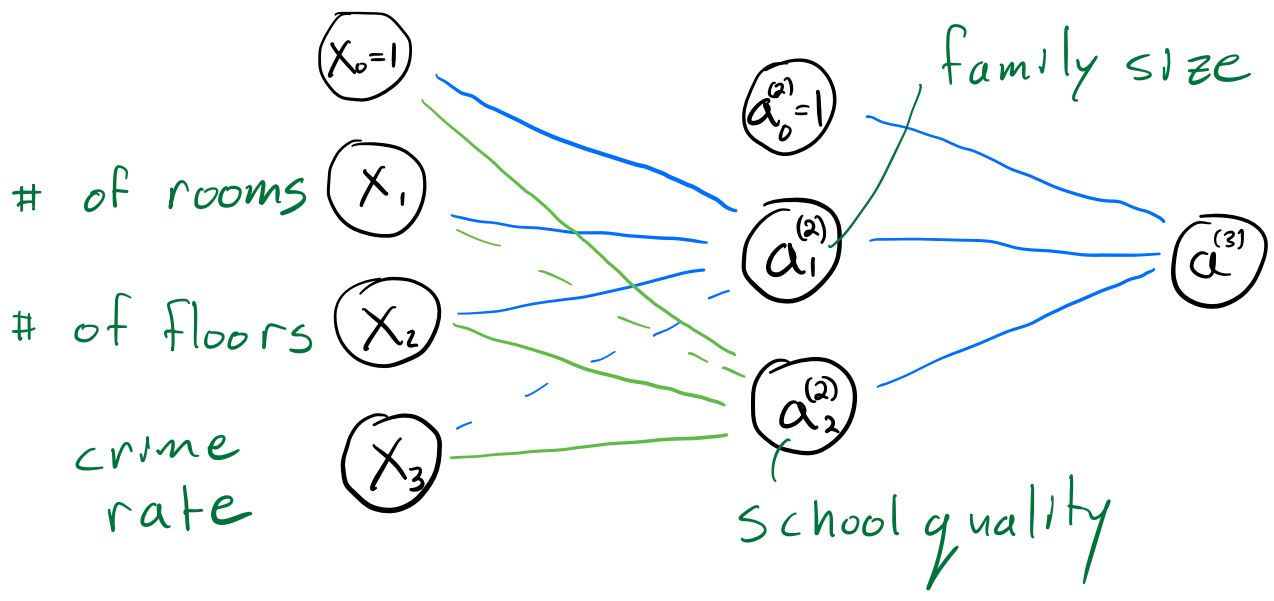 x₀=1
a₀⁽²⁾=1
family size
# of rooms
x₁
a₁⁽²⁾
a⁽³⁾
# of floors
x₂
a₂⁽²⁾
crime
rate
x₃
school quality